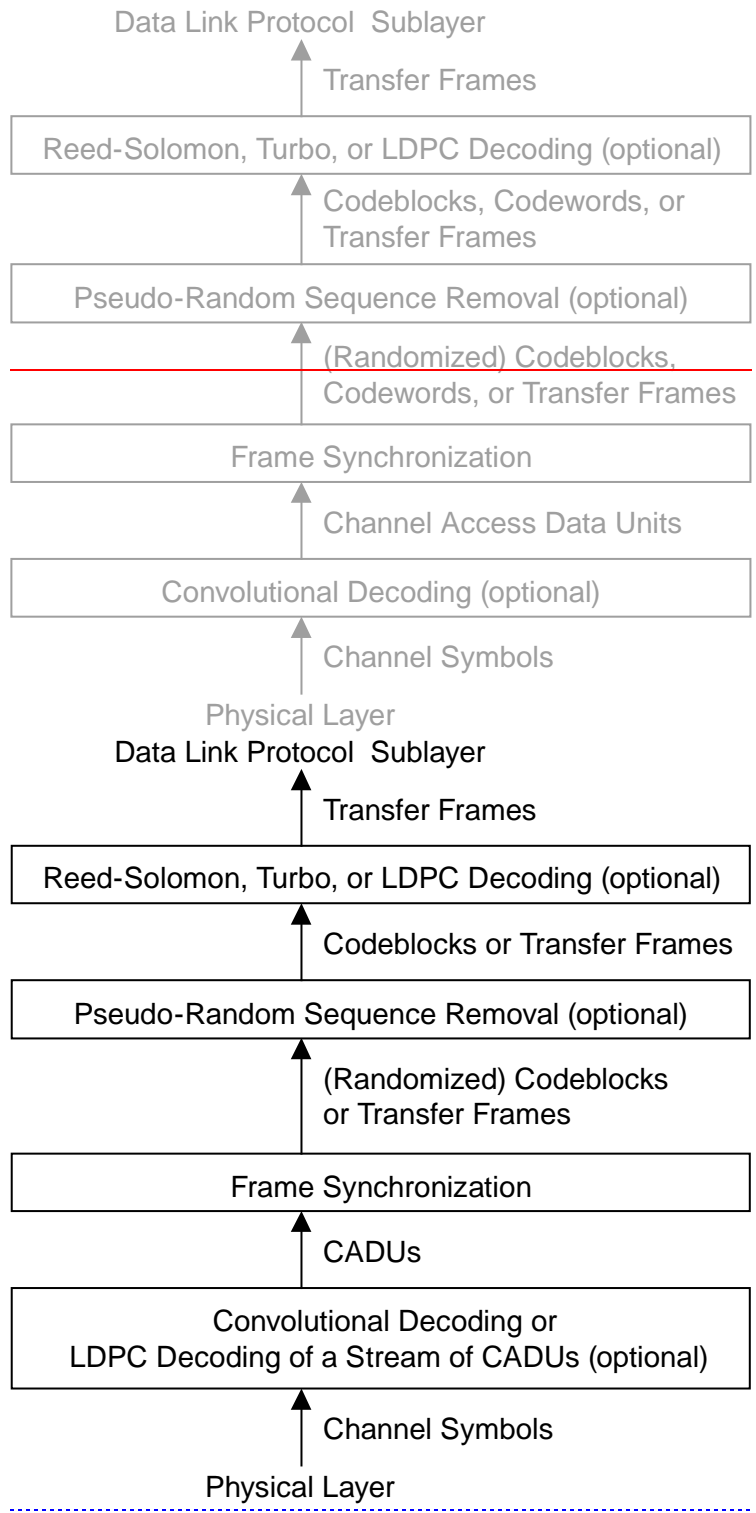 Data Link Protocol  Sublayer
Transfer Frames
Reed-Solomon, Turbo, or LDPC Decoding (optional)
Codeblocks, Codewords, or
Transfer Frames
Pseudo-Random Sequence Removal (optional)
(Randomized) Codeblocks,
Codewords, or Transfer Frames
Frame Synchronization
Channel Access Data Units
Convolutional Decoding (optional)
Channel Symbols
Physical Layer
Data Link Protocol  Sublayer
Transfer Frames
Reed-Solomon, Turbo, or LDPC Decoding (optional)
Codeblocks or Transfer Frames
Pseudo-Random Sequence Removal (optional)
(Randomized) Codeblocks
or Transfer Frames
Frame Synchronization
CADUs
Convolutional Decoding or
LDPC Decoding of a Stream of CADUs (optional)
Channel Symbols
Physical Layer